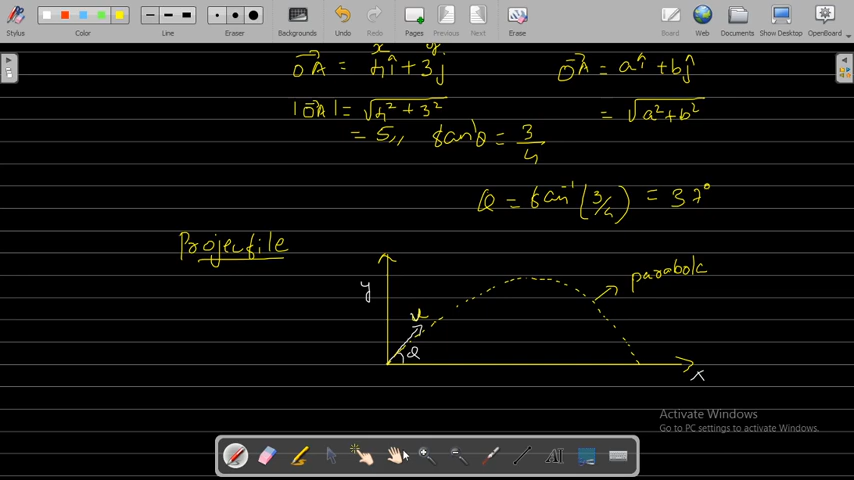 Stylus Color Line Eraser Backgrounds Undo Redo Pages Previous Next Erase Board Web Documents Show Desktop OpenBoard
x y
OA = 4î + 3ĵ OA = aî + bĵ
|OA| = √4² + 3² = √a² + b²
= 5,, tanθ = 3/4
θ = tan⁻¹ (3/4) = 37°
Projectile
parabola
y
u
θ
x
Activate Windows
Go to PC settings to activate Windows.
AI